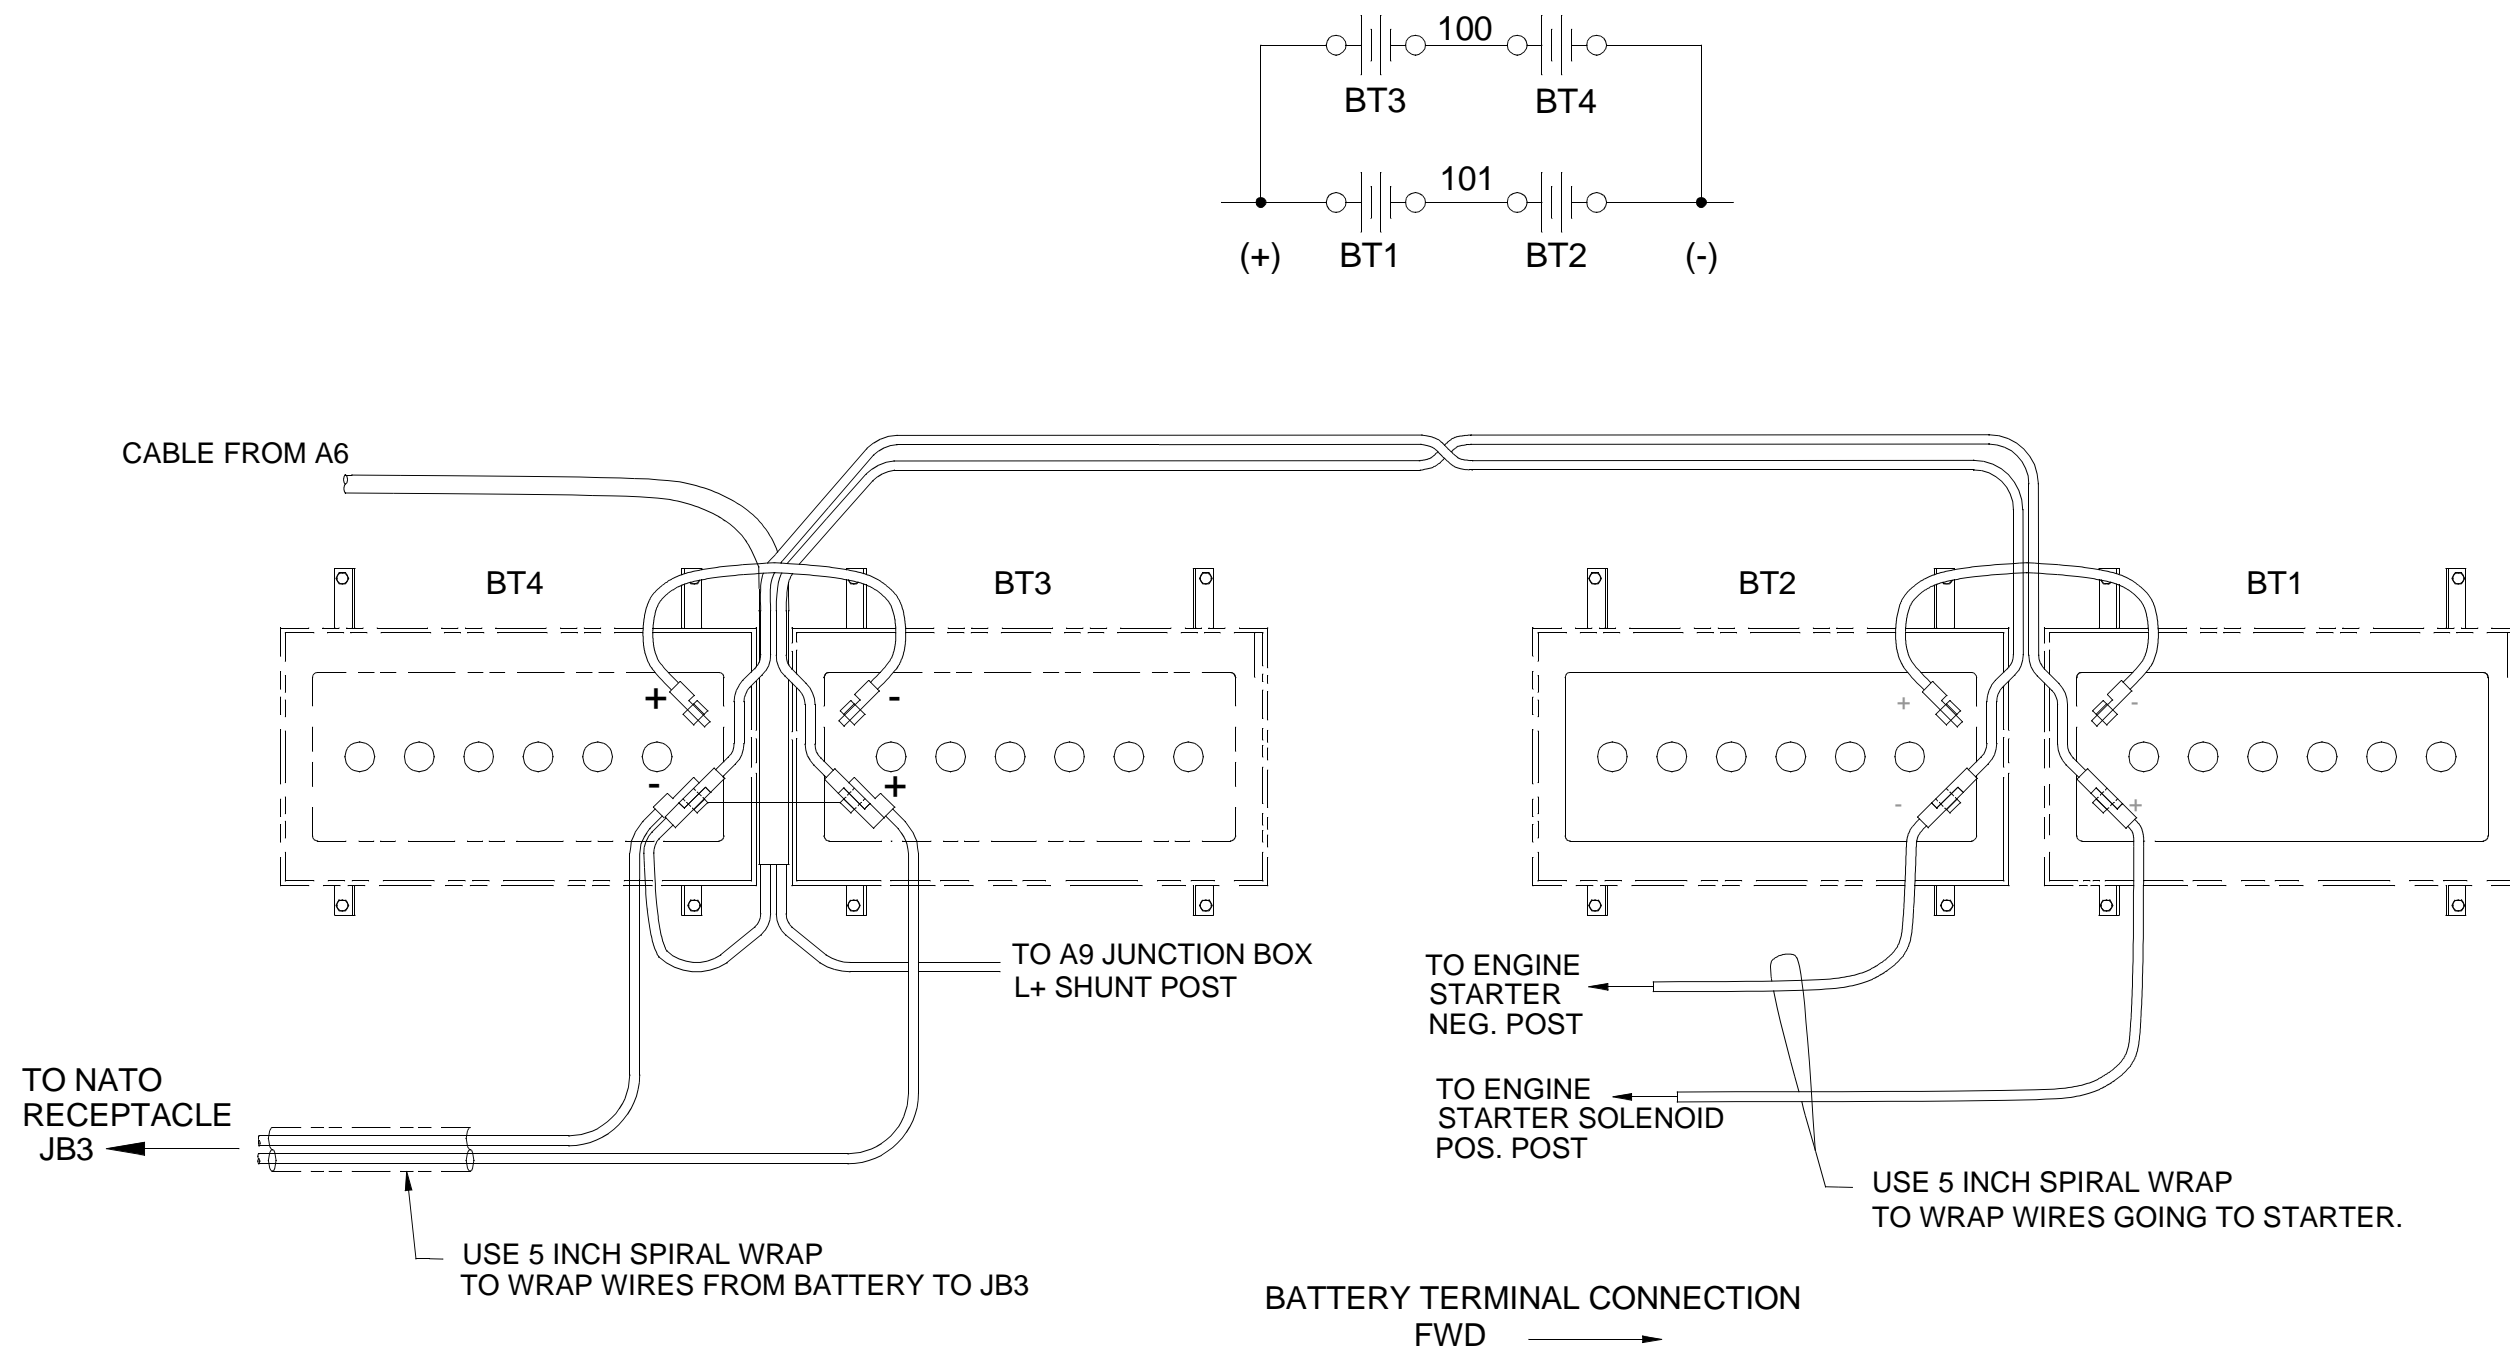 100
BT3 BT4
101
(+) BT1 BT2 (-)
CABLE FROM A6
BT4 BT3 BT2 BT1
+ - + -
- + - +
TO A9 JUNCTION BOX
L+ SHUNT POST
TO ENGINE
STARTER
NEG. POST
TO NATO
RECEPTACLE
JB3
TO ENGINE
STARTER SOLENOID
POS. POST
USE 5 INCH SPIRAL WRAP
TO WRAP WIRES GOING TO STARTER.
USE 5 INCH SPIRAL WRAP
TO WRAP WIRES FROM BATTERY TO JB3
BATTERY TERMINAL CONNECTION
FWD